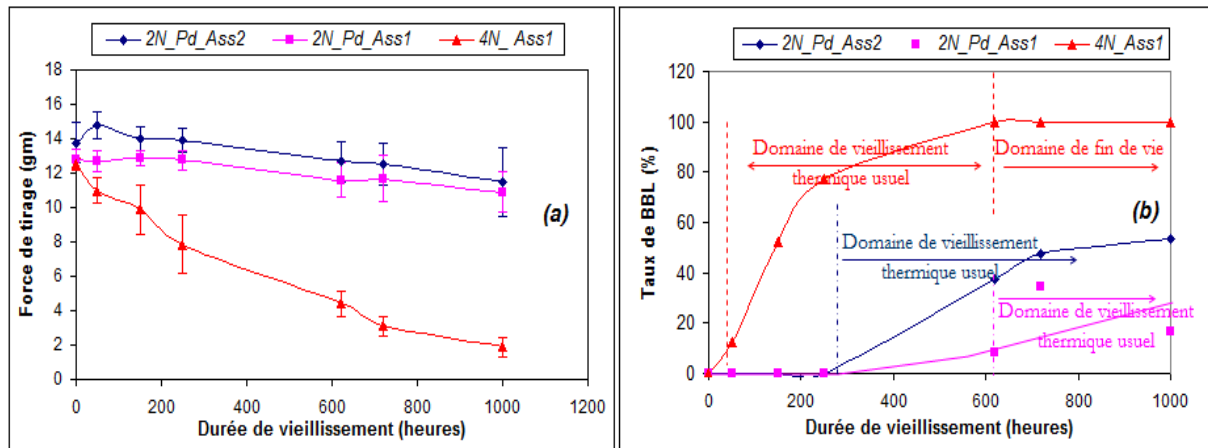 2N_Pd_Ass2
2N_Pd_Ass1
4N_ Ass1
18
16
14
12
10
8
6
4
2
0
Force de tirage (gm)
(a)
0
200
400
600
800
1000
1200
Durée de vieillissement (heures)
2N_Pd_Ass2
2N_Pd_Ass1
4N_Ass1
120
100
80
60
40
20
0
Taux de BBL (%)
Domaine de vieillissement
thermique usuel
Domaine de fin de vie
(b)
Domaine de vieillissement
thermique usuel
Domaine de vieillissement
thermique usuel
0
200
400
600
800
1000
Durée de vieillissement (heures)